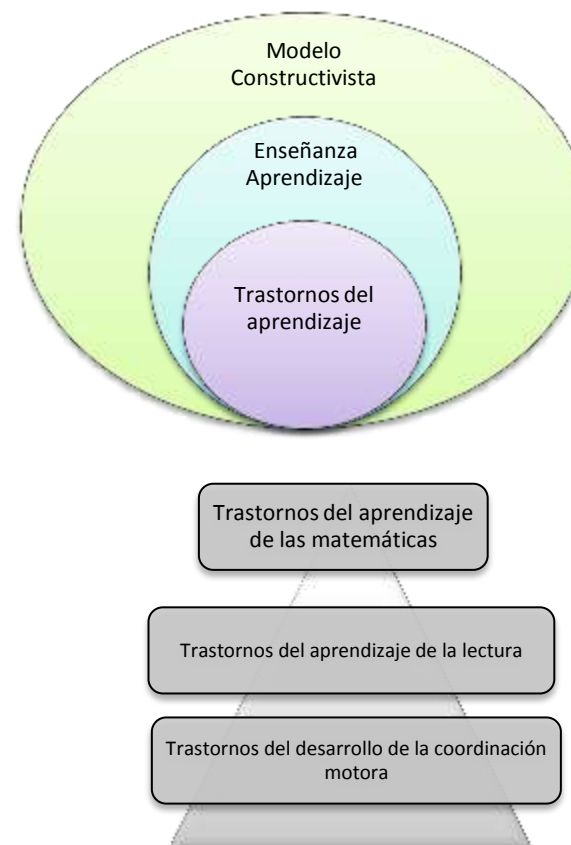 Modelo
Constructivista
Enseñanza
Aprendizaje
Trastornos del
aprendizaje
Trastornos del aprendizaje
de las matemáticas
Trastornos del aprendizaje de la lectura
Trastornos del desarrollo de la coordinación
motora